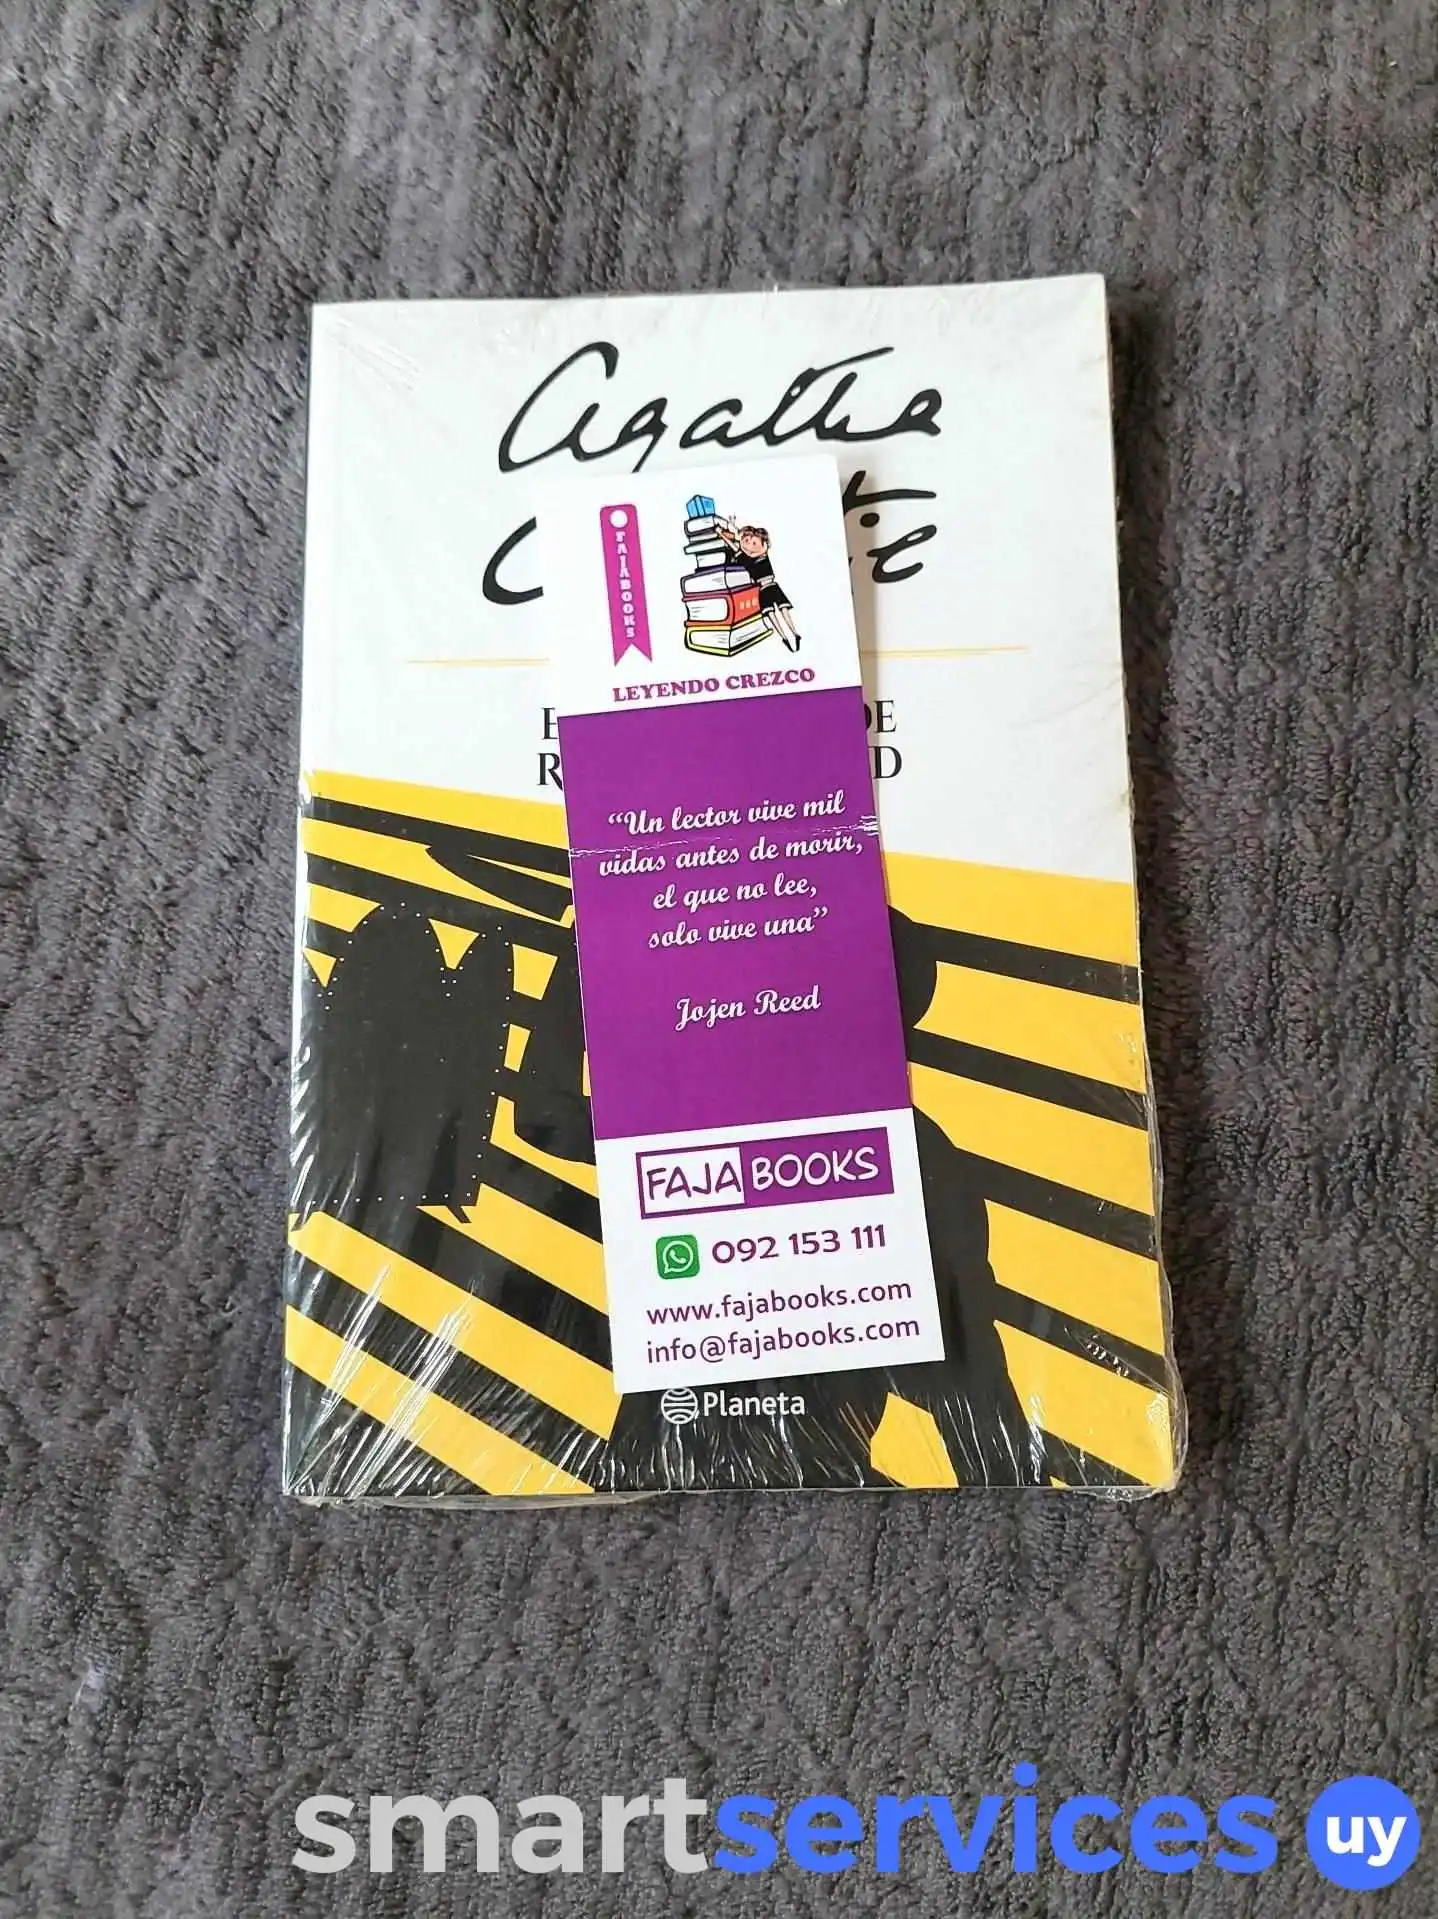 Agatha
FAJABOOKS
LEYENDO CREZCO
DE
“Un lector vive mil
vidas antes de morir,
el que no lee,
solo vive una”
Jojen Reed
FAJA BOOKS
092 153 111
www.fajabooks.com
info@fajabooks.com
Planeta
smartservices uy